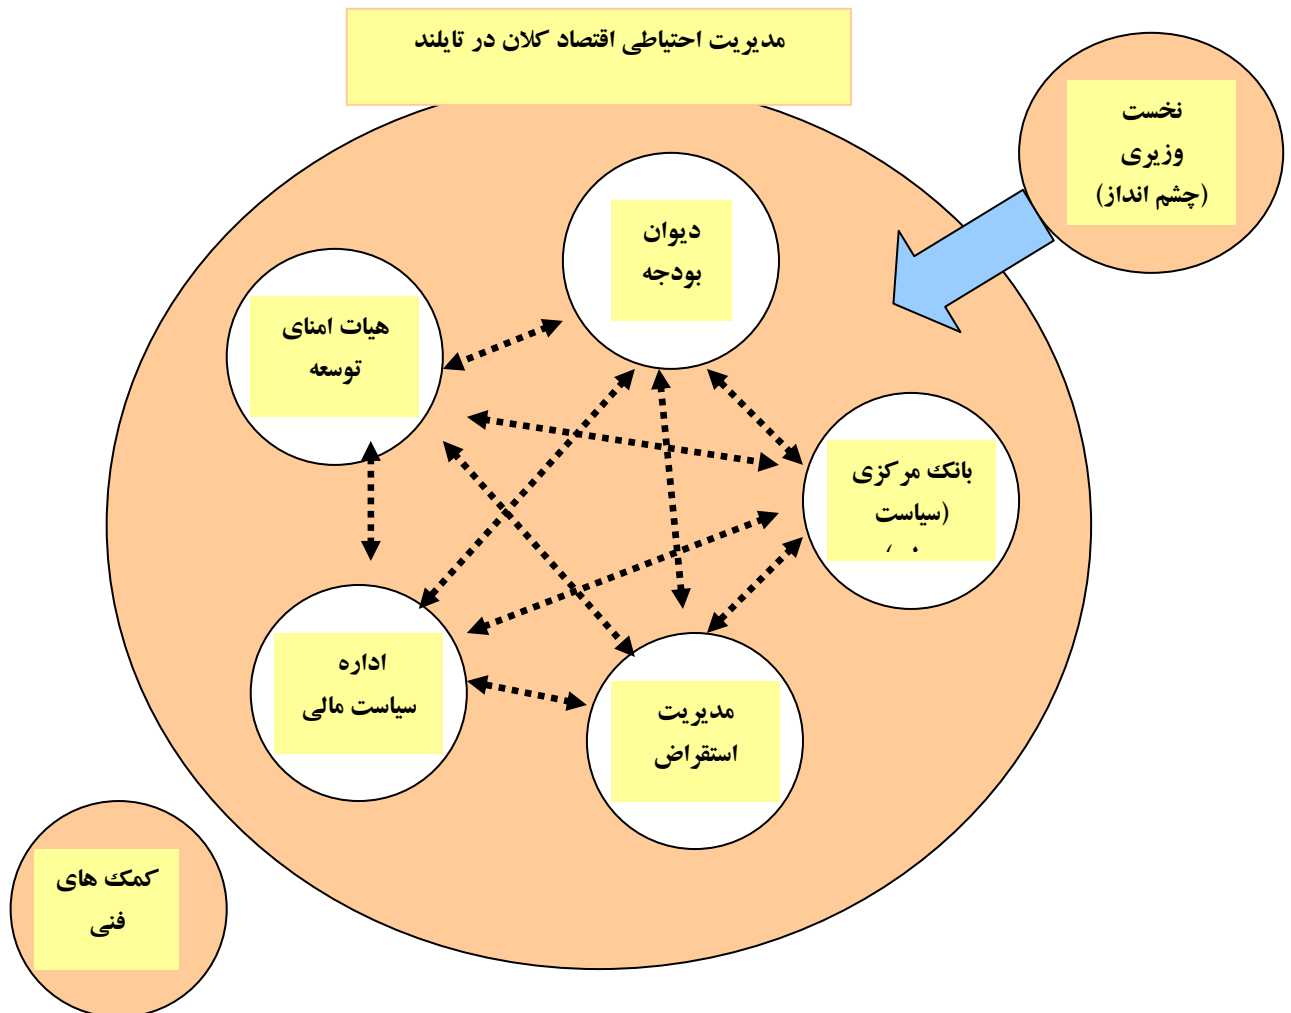 مدیریت احتیاطی اقتصاد کلان در تایلند
نخست
وزیری
(چشم انداز)
دیوان
بودجه
هیات امنای
توسعه
بانک مرکزی
(سیاست
اداره
سیاست مالی
مدیریت
استقراض
کمک های
فنی